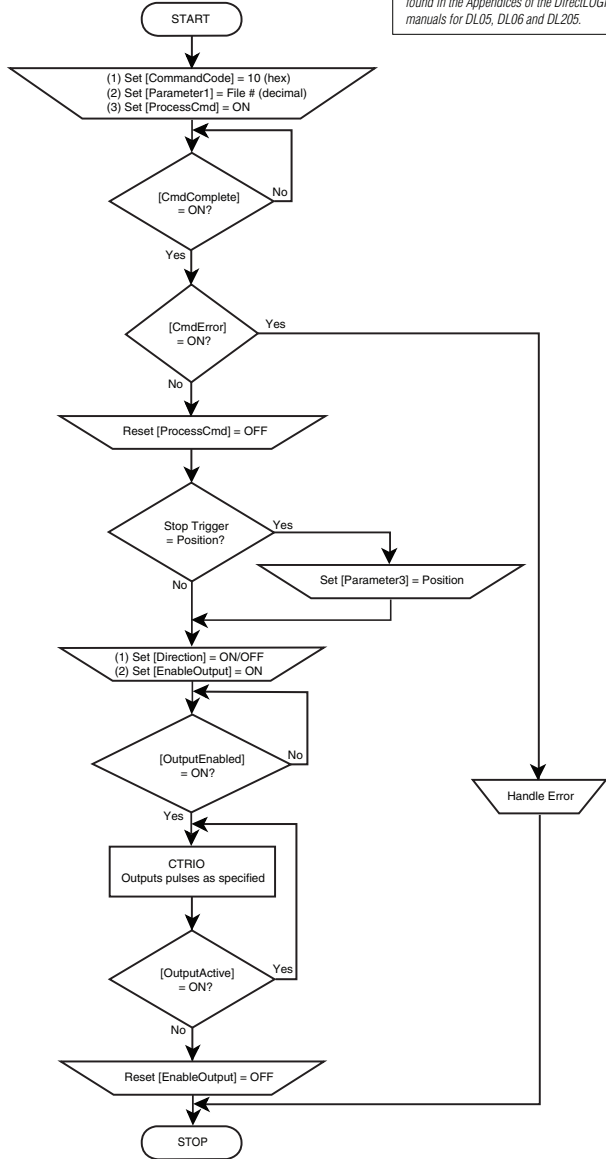 found in the Appendices of the DirectLOGI
manuals for DL05, DL06 and DL205.
START
(1) Set [CommandCode] = 10 (hex)
(2) Set [Parameter1] = File # (decimal)
(3) Set [ProcessCmd] = ON
[CmdComplete]
= ON?
No
Yes
[CmdError]
= ON?
Yes
No
Reset [ProcessCmd] = OFF
Stop Trigger
= Position?
Yes
No
Set [Parameter3] = Position
(1) Set [Direction] = ON/OFF
(2) Set [EnableOutput] = ON
[OutputEnabled]
= ON?
No
Yes
Handle Error
CTRIO
Outputs pulses as specified
[OutputActive]
= ON?
Yes
No
Reset [EnableOutput] = OFF
STOP